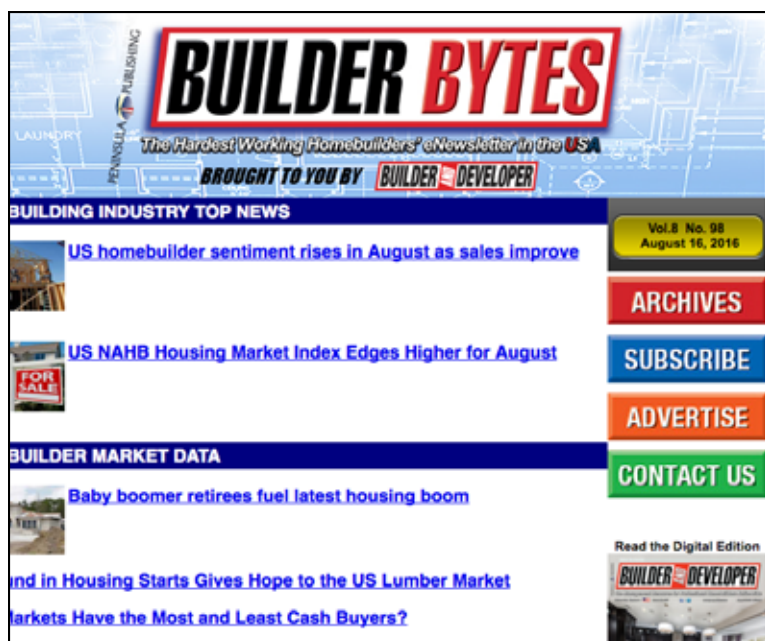 PENINSULA PUBLISHING
BUILDER BYTES
The Hardest Working Homebuilders' eNewsletter in the USA
BROUGHT TO YOU BY BUILDER AND DEVELOPER
LAUNDRY
BUILDING INDUSTRY TOP NEWS
US homebuilder sentiment rises in August as sales improve
FOR
SALE
US NAHB Housing Market Index Edges Higher for August
BUILDER MARKET DATA
Baby boomer retirees fuel latest housing boom
und in Housing Starts Gives Hope to the US Lumber Market
Markets Have the Most and Least Cash Buyers?
Vol.8 No. 98
August 16, 2016
ARCHIVES
SUBSCRIBE
ADVERTISE
CONTACT US
Read the Digital Edition
BUILDER AND DEVELOPER